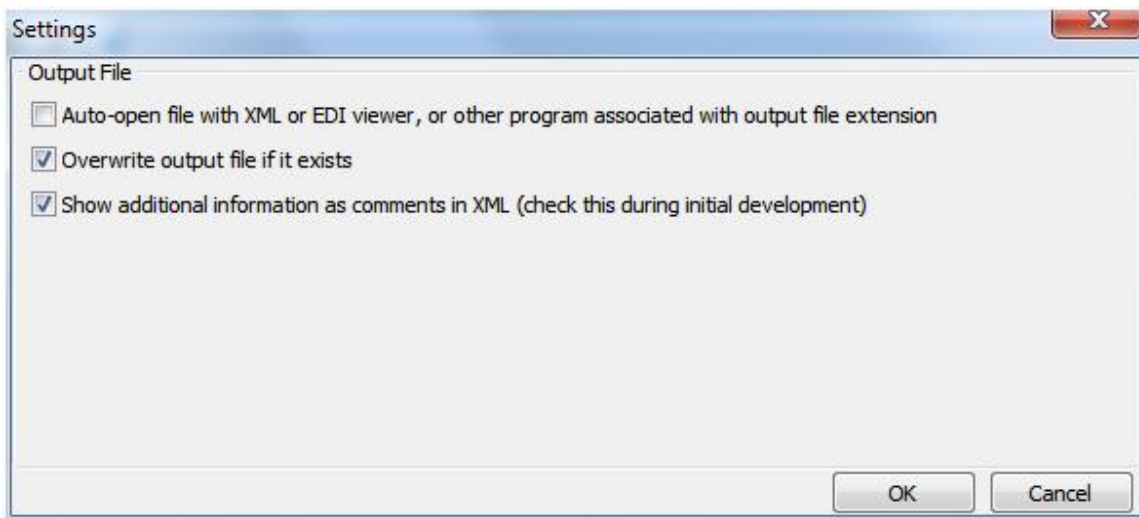 Settings
Output File
Auto-open file with XML or EDI viewer, or other program associated with output file extension
Overwrite output file if it exists
Show additional information as comments in XML (check this during initial development)
OK Cancel